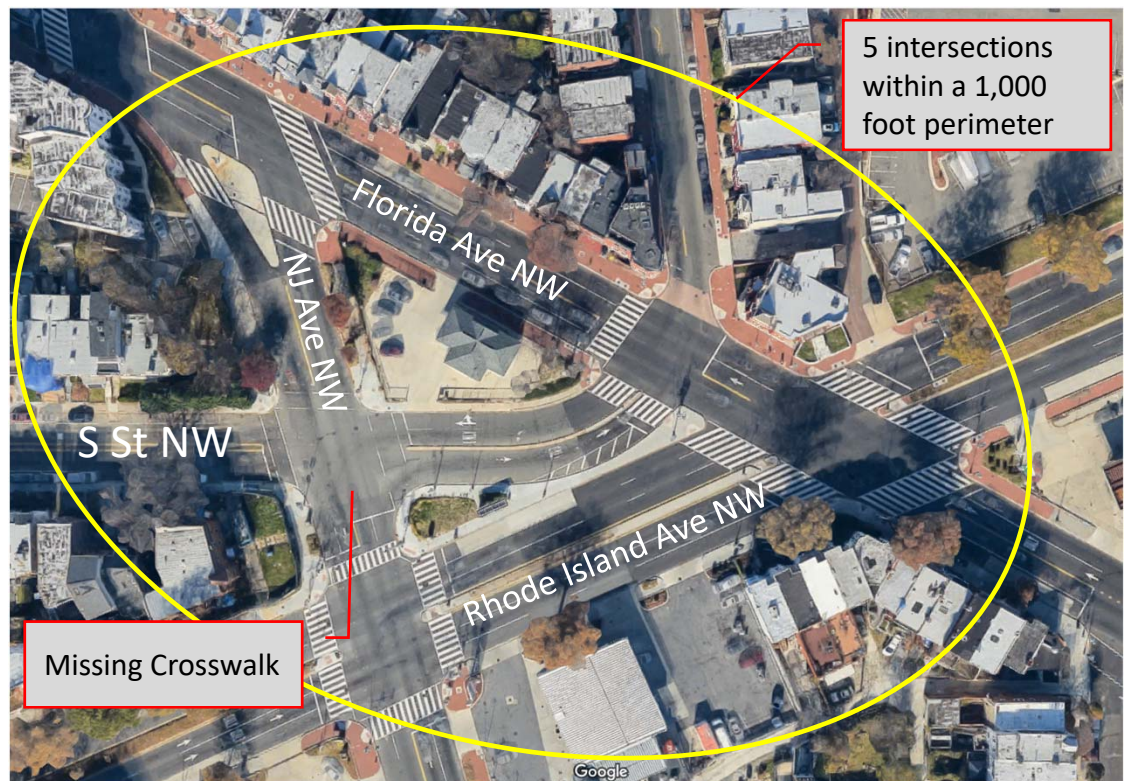 5 intersections
within a 1,000
foot perimeter
Florida Ave NW
NJ Ave NW
S St NW
Rhode Island Ave NW
Missing Crosswalk
Google